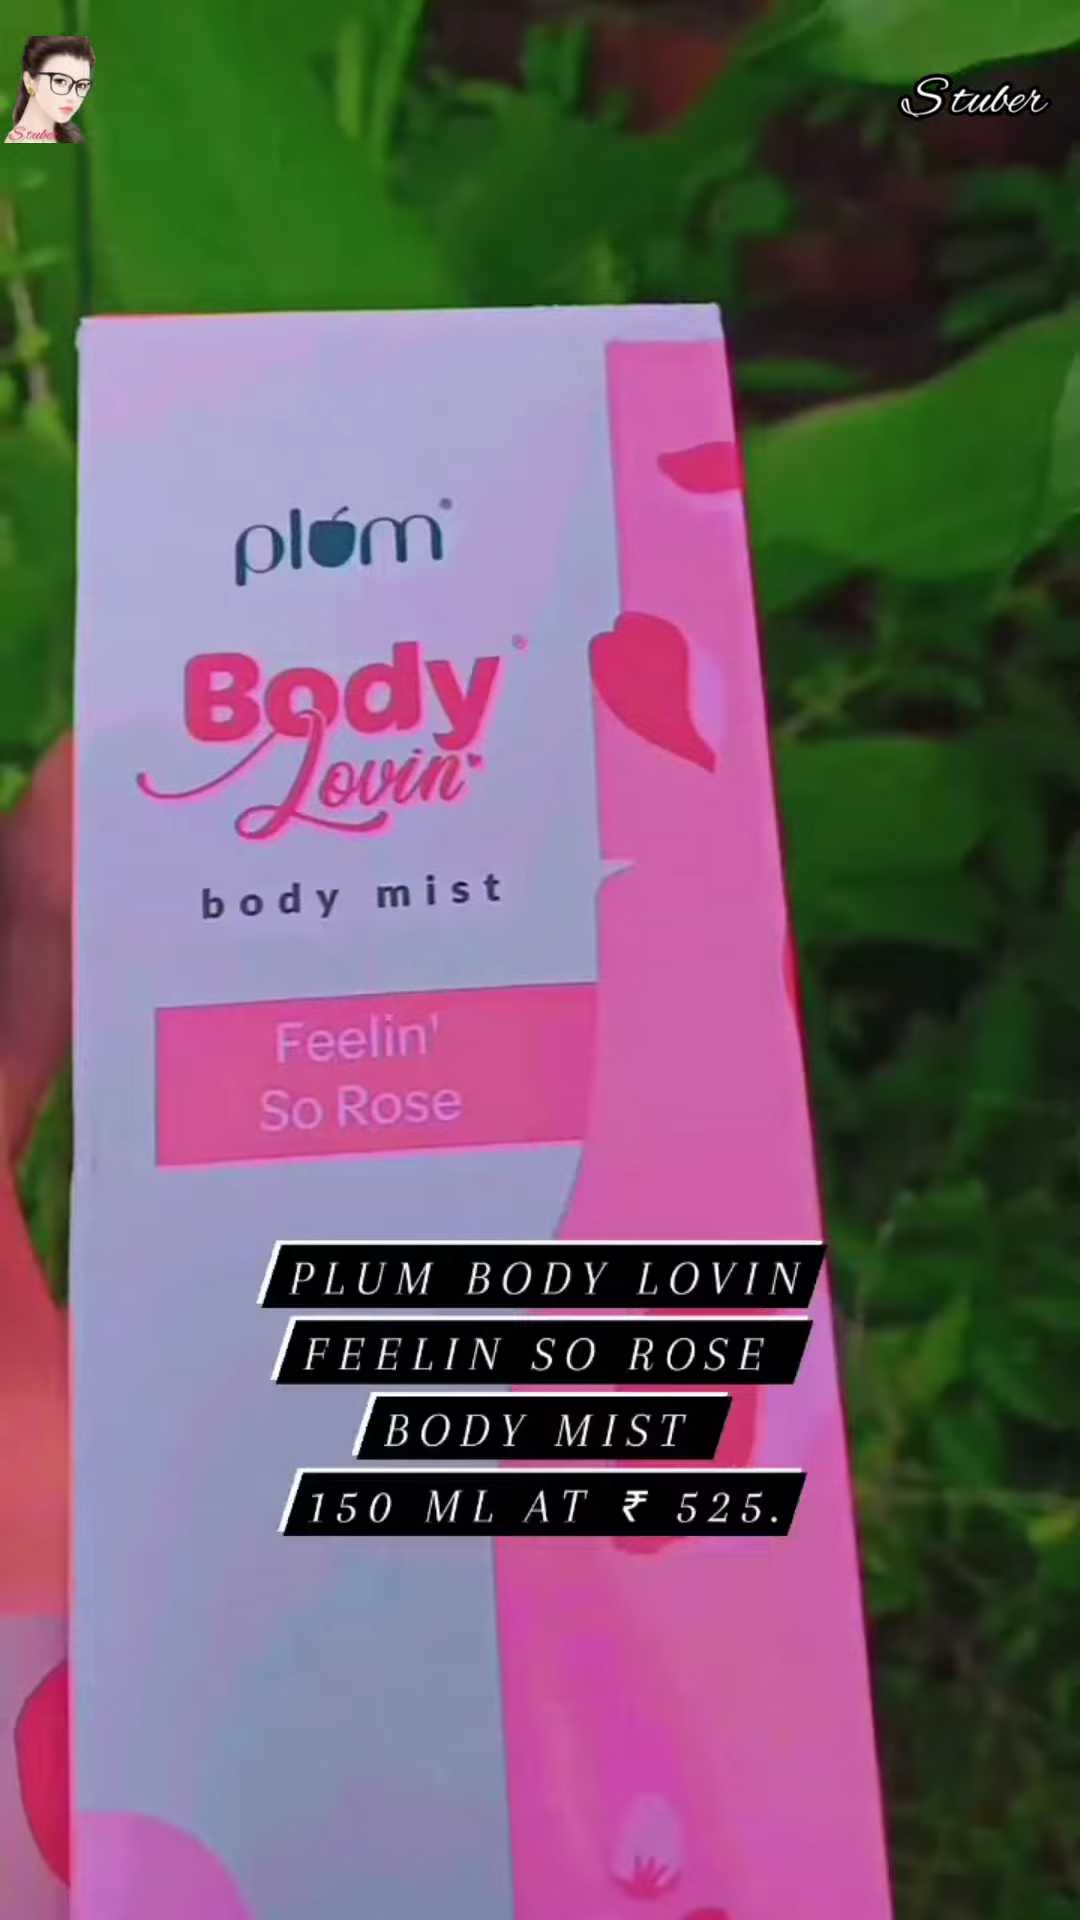 Stuber
Stuber
plum®
Body®
Lovin'
body mist
Feelin'
So Rose
PLUM BODY LOVIN
FEELIN SO ROSE
BODY MIST
150 ML AT ₹ 525.